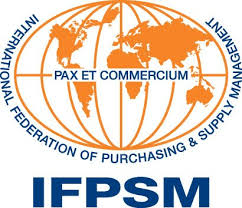 INTERNATIONAL FEDERATION OF PURCHASING & SUPPLY MANAGEMENT
PAX ET COMMERCIUM
IFPSM